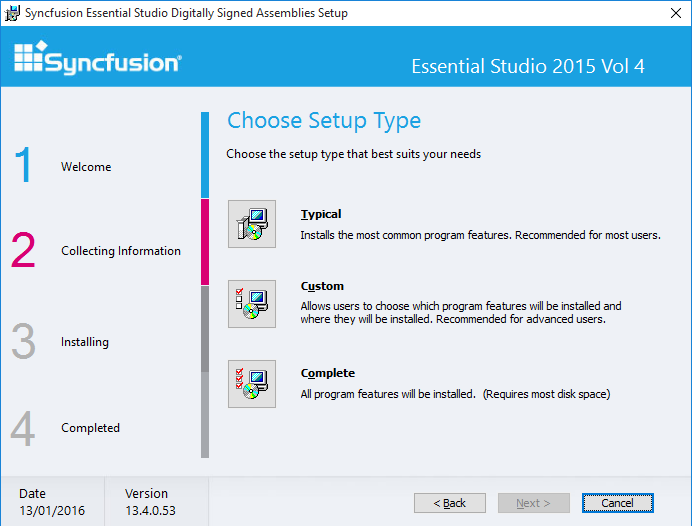 Syncfusion Essential Studio Digitally Signed Assemblies Setup
Syncfusion®
Essential Studio 2015 Vol 4
1 Welcome
2 Collecting Information
3 Installing
4 Completed
Choose Setup Type
Choose the setup type that best suits your needs
Typical
Installs the most common program features. Recommended for most users.
Custom
Allows users to choose which program features will be installed and
where they will be installed. Recommended for advanced users.
Complete
All program features will be installed. (Requires most disk space)
Date
13/01/2016
Version
13.4.0.53
< Back
Next >
Cancel